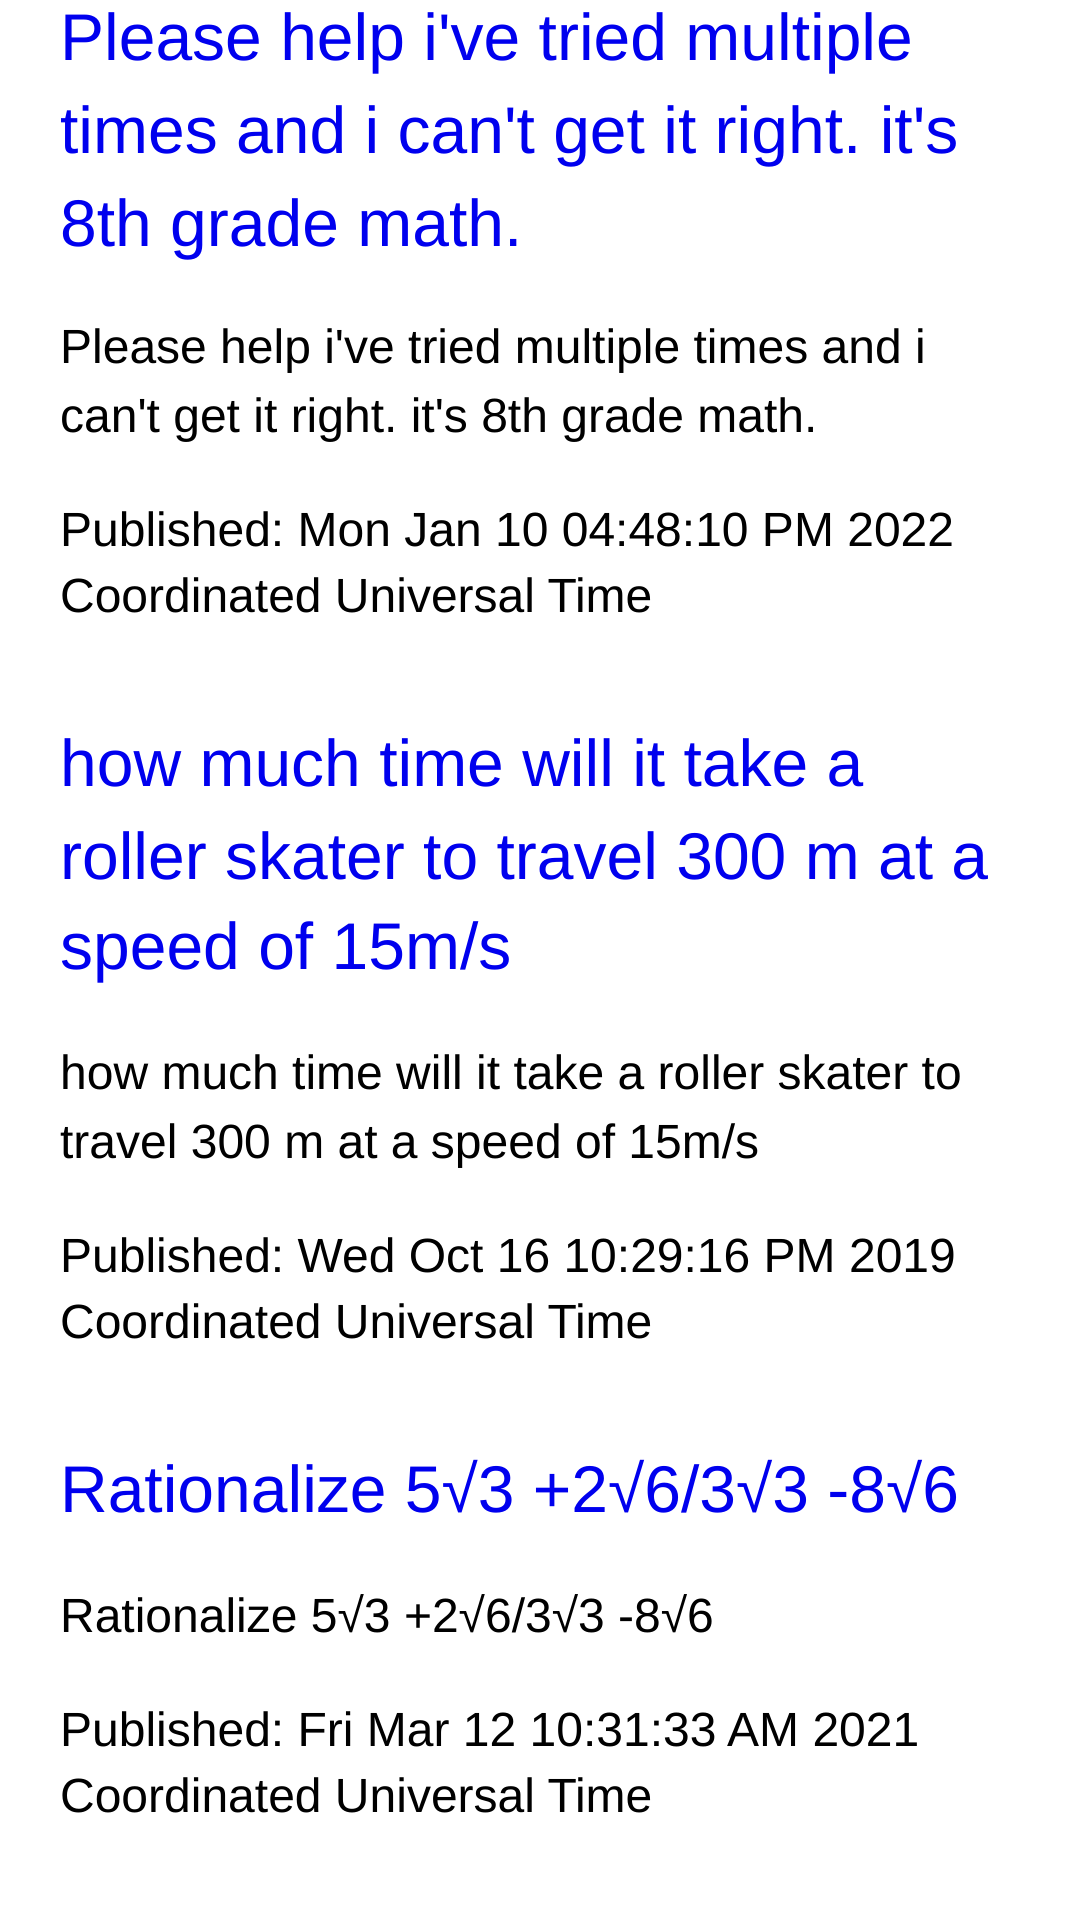 Please help i've tried multiple
times and i can't get it right. it's
8th grade math.
Please help i've tried multiple times and i
can't get it right. it's 8th grade math.
Published: Mon Jan 10 04:48:10 PM 2022
Coordinated Universal Time
how much time will it take a
roller skater to travel 300 m at a
speed of 15m/s
how much time will it take a roller skater to
travel 300 m at a speed of 15m/s
Published: Wed Oct 16 10:29:16 PM 2019
Coordinated Universal Time
Rationalize 5√3 +2√6/3√3 -8√6
Rationalize 5√3 +2√6/3√3 -8√6
Published: Fri Mar 12 10:31:33 AM 2021
Coordinated Universal Time